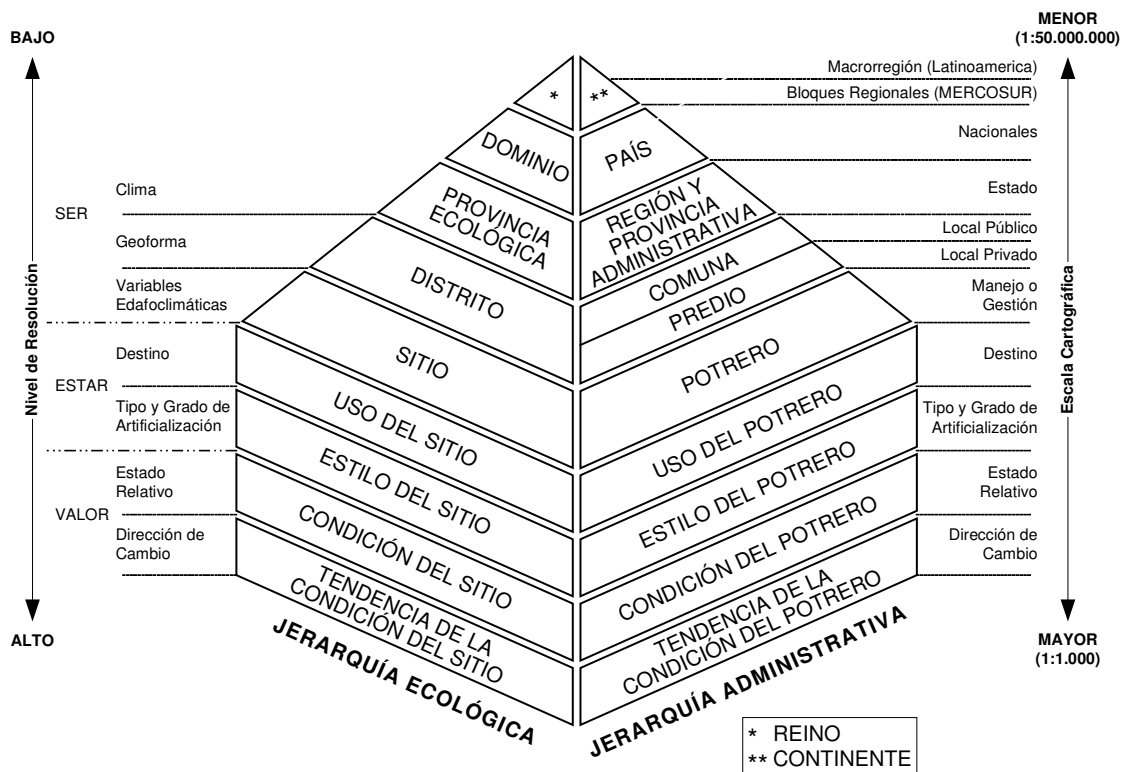 BAJO
Nivel de Resolución
ALTO
SER
ESTAR
VALOR
Clima
Geoforma
Variables
Edafoclimáticas
Destino
Tipo y Grado de
Artificialización
Estado
Relativo
Dirección de
Cambio
*
DOMINIO
PROVINCIA
ECOLÓGICA
DISTRITO
SITIO
USO DEL SITIO
ESTILO DEL SITIO
CONDICIÓN DEL SITIO
TENDENCIA DE LA
CONDICIÓN DEL SITIO
JERARQUÍA ECOLÓGICA
**
PAÍS
REGIÓN Y
PROVINCIA
ADMINISTRATIVA
COMUNA
PREDIO
POTRERO
USO DEL POTRERO
ESTILO DEL POTRERO
CONDICIÓN DEL POTRERO
TENDENCIA DE LA
CONDICIÓN DEL POTRERO
JERARQUÍA ADMINISTRATIVA
Macrorregión (Latinoamerica)
Bloques Regionales (MERCOSUR)
Nacionales
Estado
Local Público
Local Privado
Manejo o
Gestión
Destino
Tipo y Grado de
Artificialización
Estado
Relativo
Dirección de
Cambio
MENOR
(1:50.000.000)
Escala Cartográfica
MAYOR
(1:1.000)
* REINO
** CONTINENTE